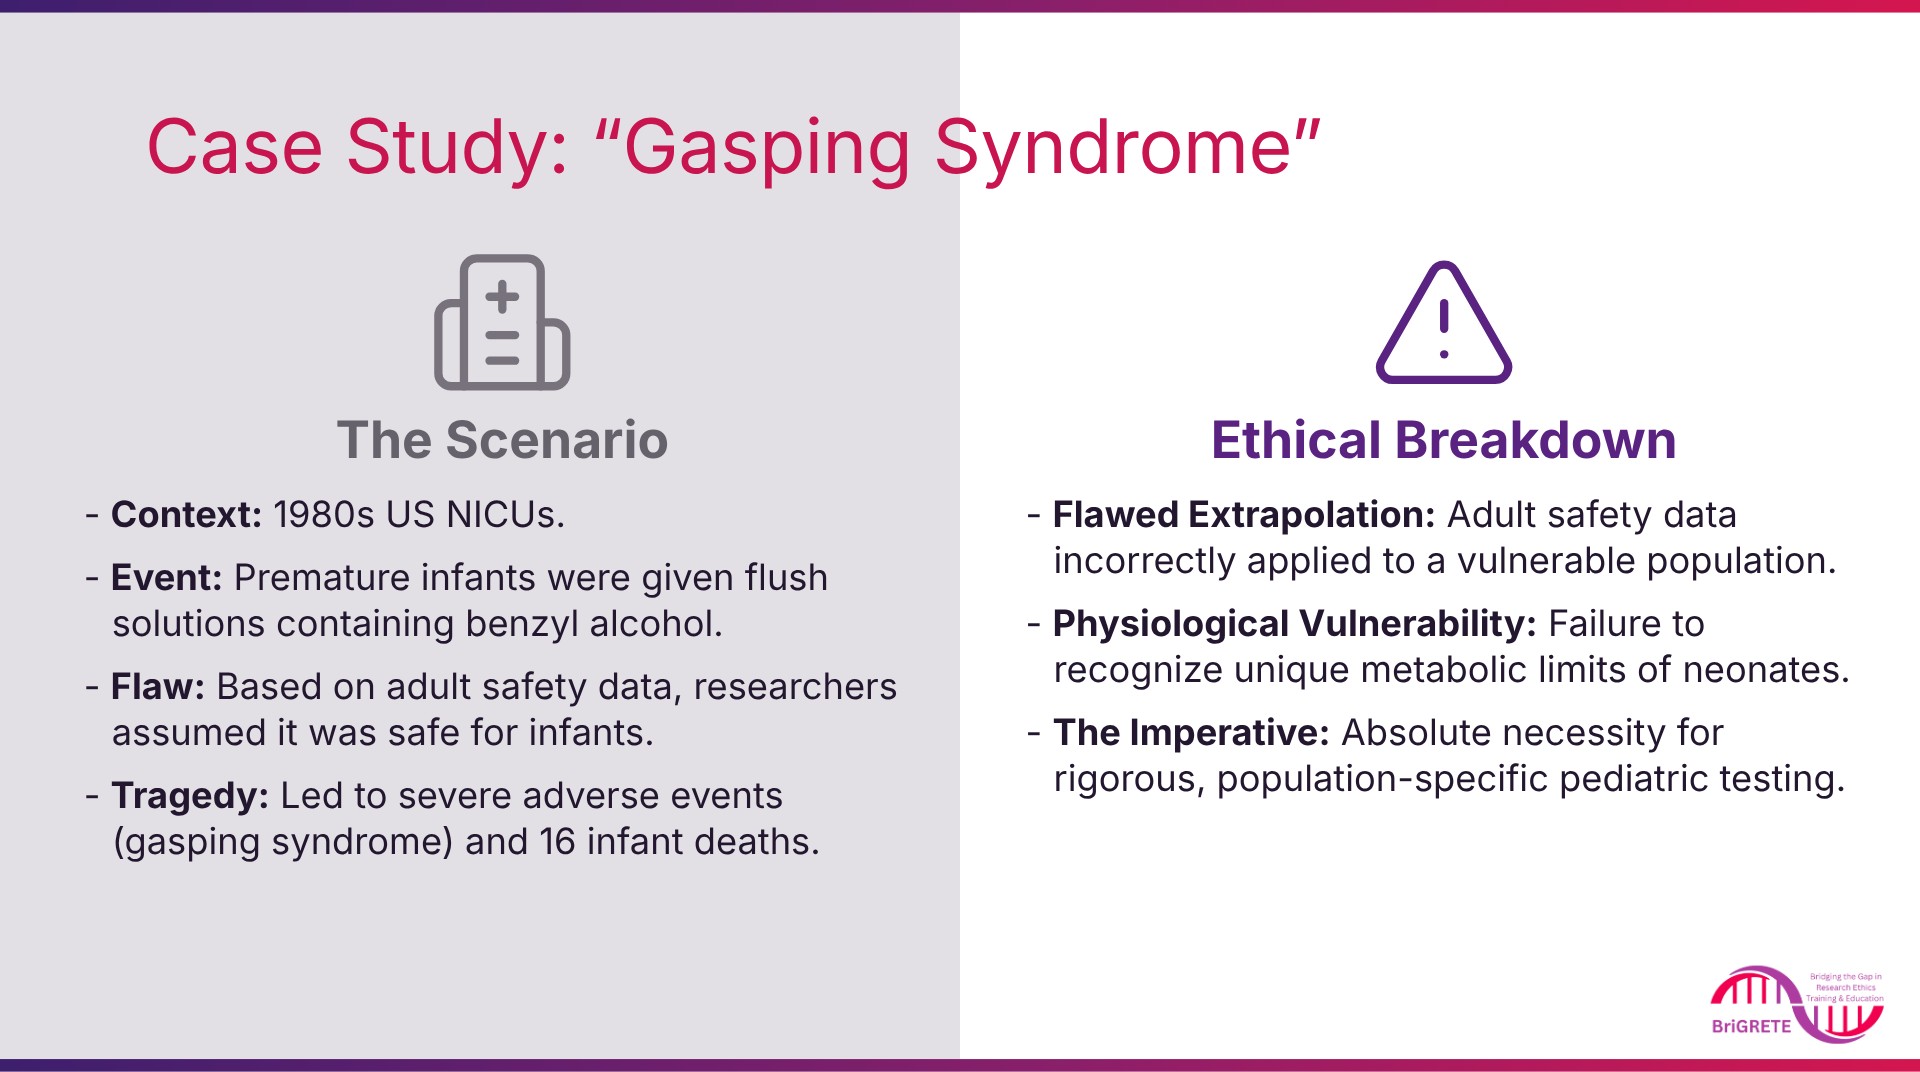 Case Study: “Gasping Syndrome”
The Scenario
- Context: 1980s US NICUs.
- Event: Premature infants were given flush
solutions containing benzyl alcohol.
- Flaw: Based on adult safety data, researchers
assumed it was safe for infants.
- Tragedy: Led to severe adverse events
(gasping syndrome) and 16 infant deaths.
Ethical Breakdown
- Flawed Extrapolation: Adult safety data
incorrectly applied to a vulnerable population.
- Physiological Vulnerability: Failure to
recognize unique metabolic limits of neonates.
- The Imperative: Absolute necessity for
rigorous, population-specific pediatric testing.
Bridging the Gap in
Research Ethics
Training & Education
BriGRETE